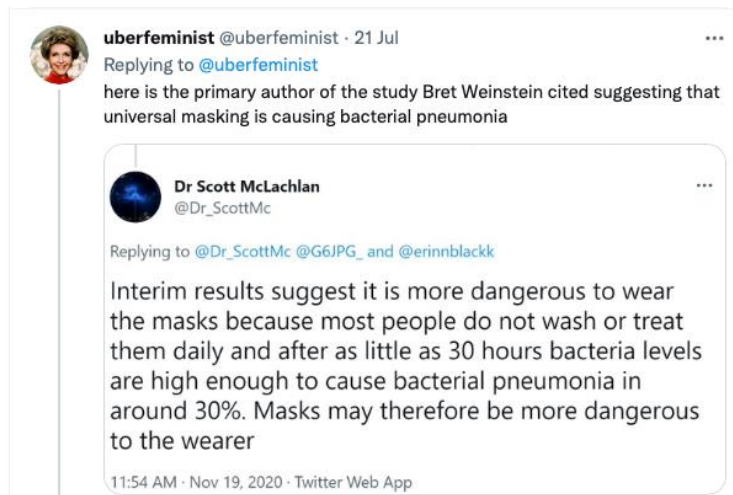 uberfeminist @uberfeminist · 21 Jul
Replying to @uberfeminist
here is the primary author of the study Bret Weinstein cited suggesting that
universal masking is causing bacterial pneumonia
Dr Scott McLachlan
@Dr_ScottMc
Replying to @Dr_ScottMc @G6JPG_ and @erinnblackk
Interim results suggest it is more dangerous to wear
the masks because most people do not wash or treat
them daily and after as little as 30 hours bacteria levels
are high enough to cause bacterial pneumonia in
around 30%. Masks may therefore be more dangerous
to the wearer
11:54 AM · Nov 19, 2020 · Twitter Web App